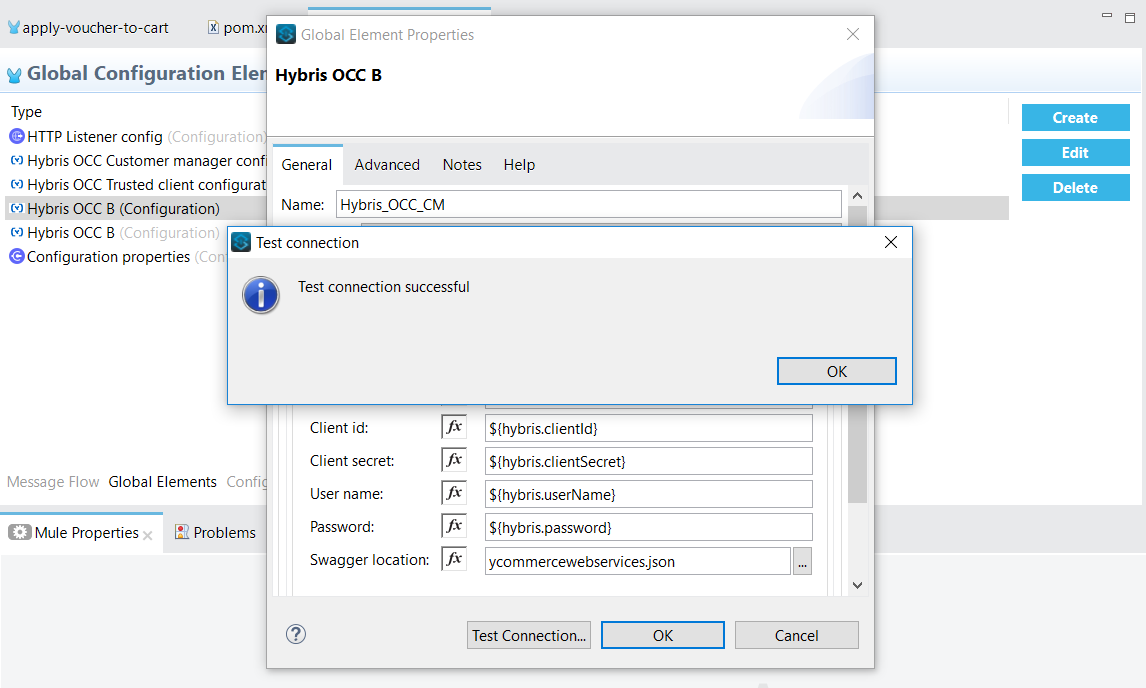 apply-voucher-to-cart
pom.x
Global Element Properties
Global Configuration Ele
Hybris OCC B
Type
HTTP Listener config (Configuration)
Hybris OCC Customer manager conf
Hybris OCC Trusted client configurat
Hybris OCC B (Configuration)
Hybris OCC B (Configuration)
Configuration properties (Con
Create
Edit
Delete
General
Advanced
Notes
Help
Name:
Hybris_OCC_CM
Test connection
Test connection successful
OK
Client id:
fx
${hybris.clientId}
Client secret:
fx
${hybris.clientSecret}
User name:
fx
${hybris.userName}
Password:
fx
${hybris.password}
Swagger location:
fx
ycommercewebservices.json
...
Message Flow
Global Elements
Config
Mule Properties
Problems
?
Test Connection...
OK
Cancel